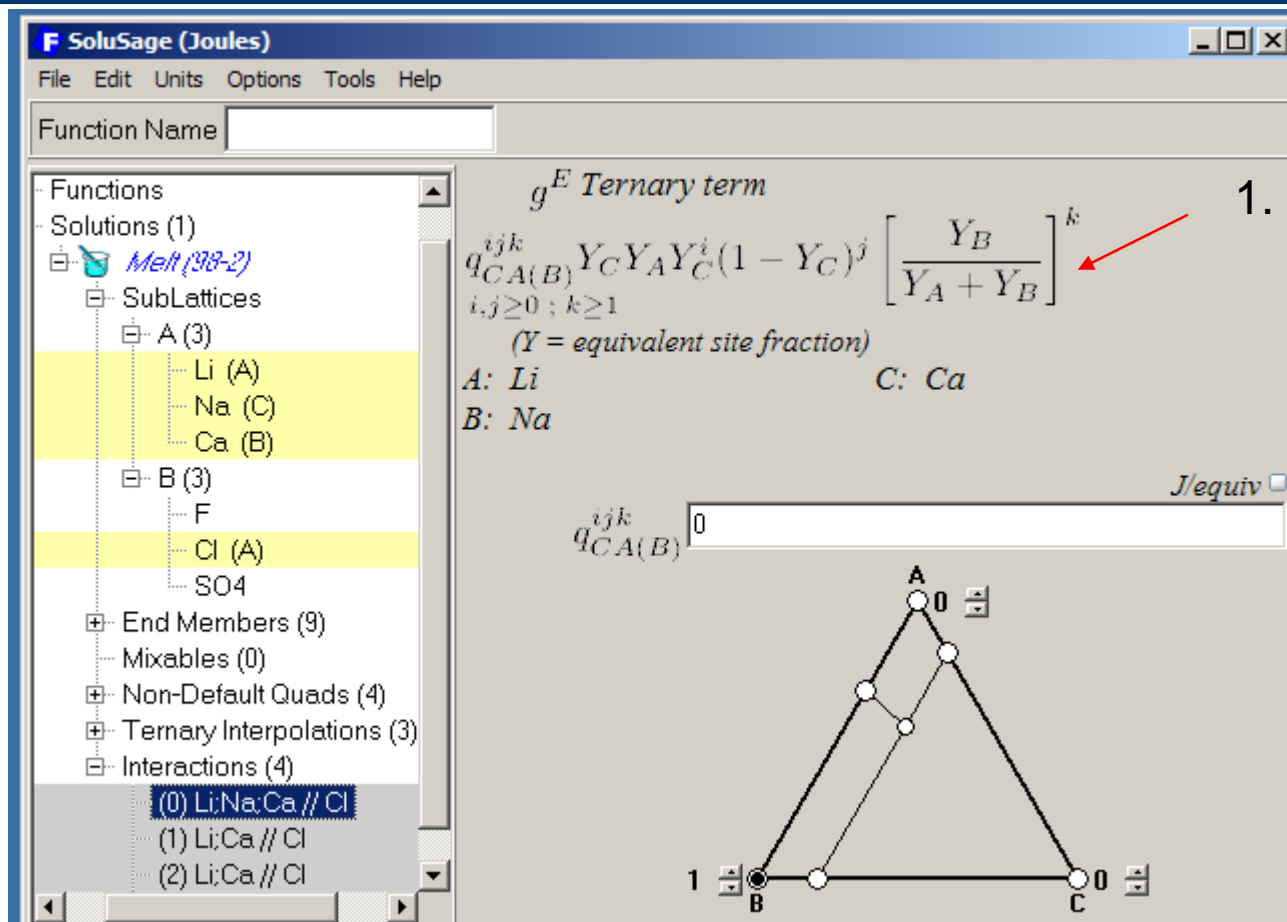 F SoluSage (Joules)
File Edit Units Options Tools Help
Function Name
Functions
Solutions (1)
Melt (98-2)
SubLattices
A (3)
Li (A)
Na (C)
Ca (B)
B (3)
F
Cl (A)
SO4
End Members (9)
Mixables (0)
Non-Default Quads (4)
Ternary Interpolations (3)
Interactions (4)
(0) Li;Na;Ca // Cl
(1) Li;Ca // Cl
(2) Li;Ca // Cl
g^E Ternary term
1.
q_{CA(B)}^{ijk} Y_C Y_A Y_C^i (1 − Y_C)^j [Y_B / (Y_A + Y_B)]^k
i,j≥0 ; k≥1
(Y = equivalent site fraction)
A: Li C: Ca
B: Na
J/equiv
q_{CA(B)}^{ijk} 0
A
0
1
B
0
C